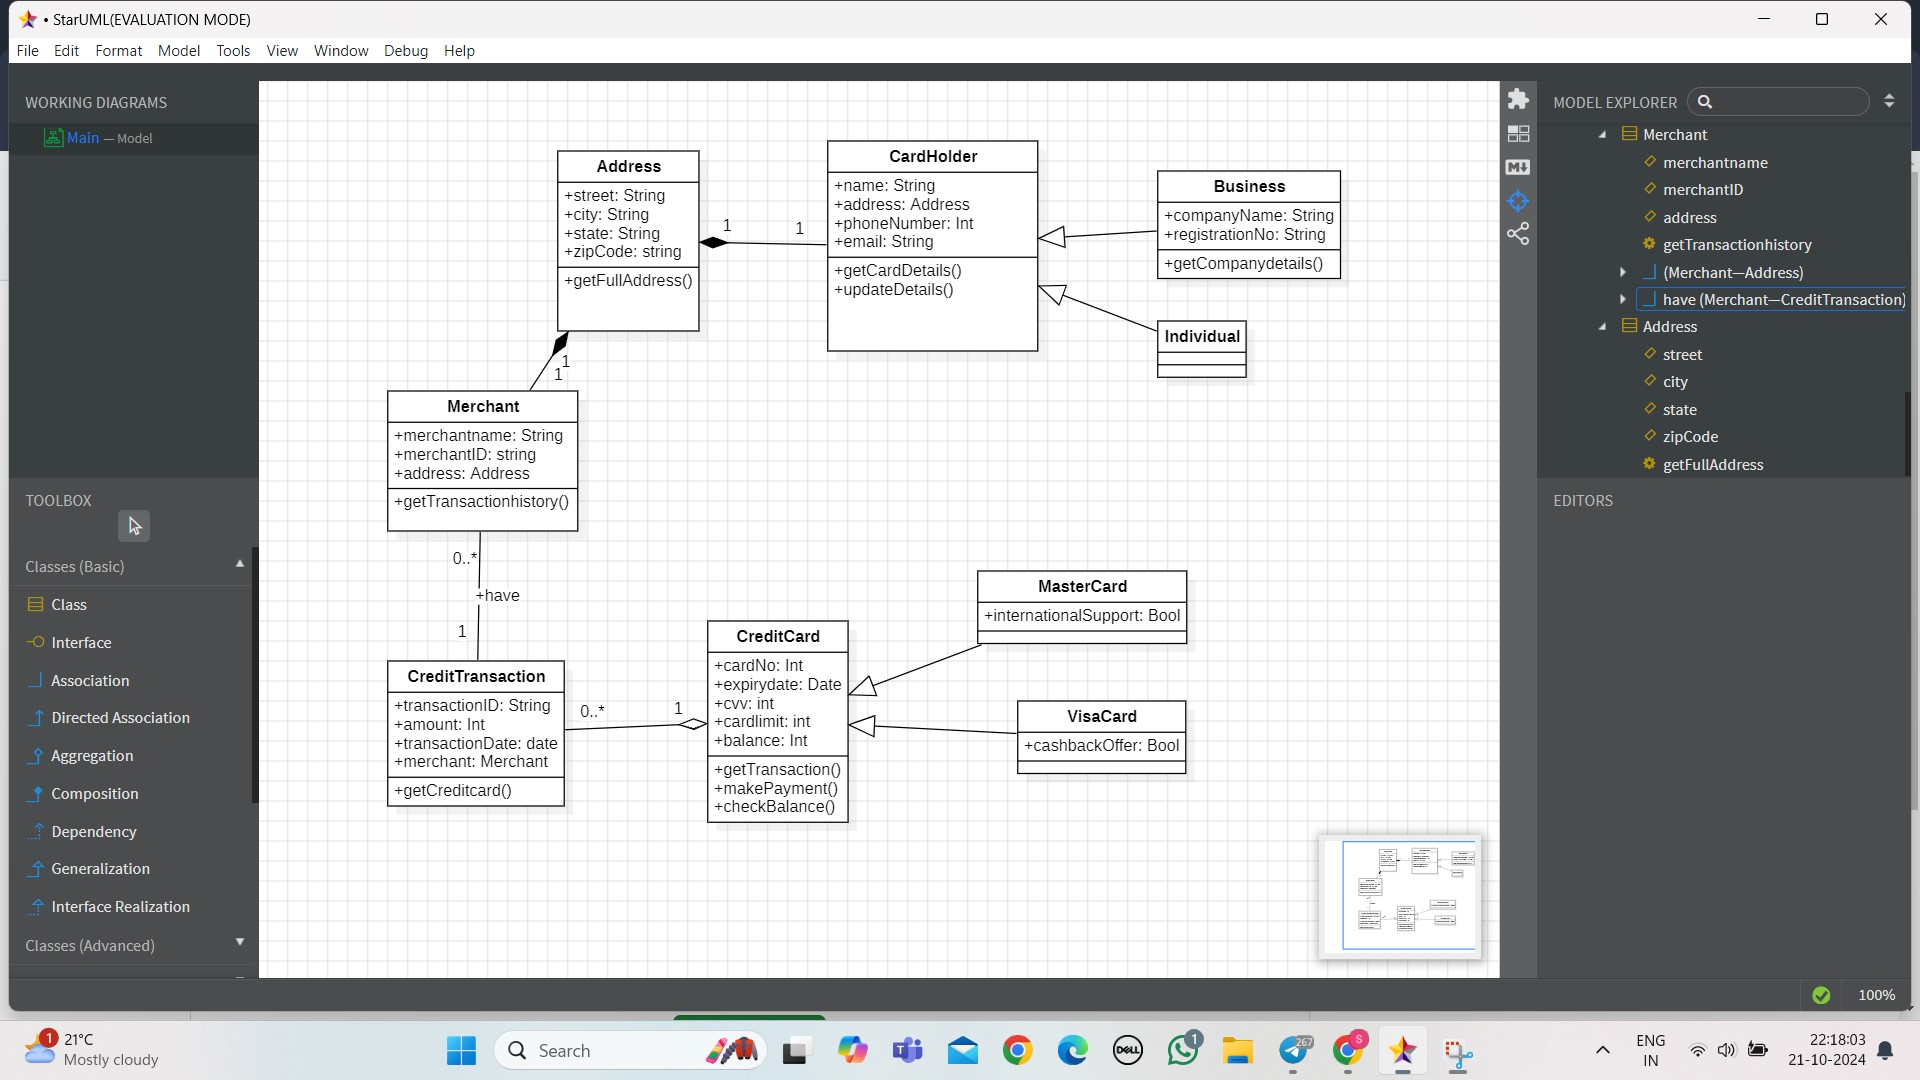 StarUML(EVALUATION MODE)
File Edit Format Model Tools View Window Debug Help
WORKING DIAGRAMS
Main — Model
TOOLBOX
Classes (Basic)
Class
Interface
Association
Directed Association
Aggregation
Composition
Dependency
Generalization
Interface Realization
Classes (Advanced)
Address
+street: String
+city: String
+state: String
+zipCode: string
+getFullAddress()
1
1
CardHolder
+name: String
+address: Address
+phoneNumber: Int
+email: String
+getCardDetails()
+updateDetails()
Business
+companyName: String
+registrationNo: String
+getCompanydetails()
Individual
1
1
Merchant
+merchantname: String
+merchantID: string
+address: Address
+getTransactionhistory()
0..*
+have
1
CreditTransaction
+transactionID: String
+amount: Int
+transactionDate: date
+merchant: Merchant
+getCreditcard()
0..*
1
CreditCard
+cardNo: Int
+expirydate: Date
+cvv: int
+cardlimit: int
+balance: Int
+getTransaction()
+makePayment()
+checkBalance()
MasterCard
+internationalSupport: Bool
VisaCard
+cashbackOffer: Bool
MODEL EXPLORER
Merchant
merchantname
merchantID
address
getTransactionhistory
(Merchant—Address)
have (Merchant—CreditTransaction)
Address
street
city
state
zipCode
getFullAddress
EDITORS
100%
1
21°C
Mostly cloudy
Search
DELL
1
267
S
ENG
IN
22:18:03
21-10-2024